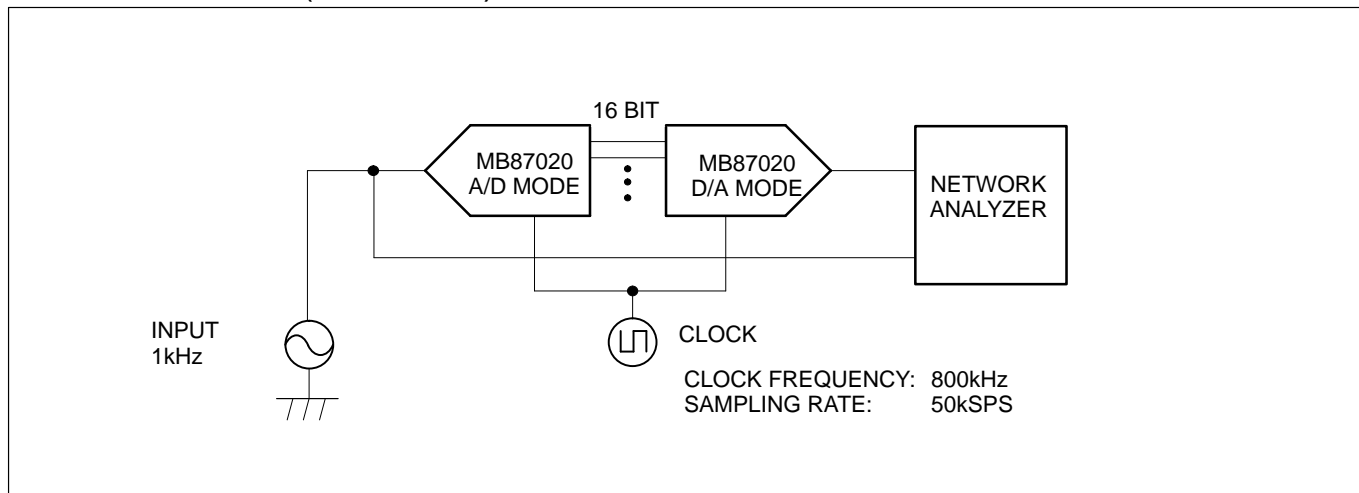 16 BIT
MB87020
A/D MODE
MB87020
D/A MODE
NETWORK
ANALYZER
INPUT
1kHz
CLOCK
CLOCK FREQUENCY: 800kHz
SAMPLING RATE: 50kSPS